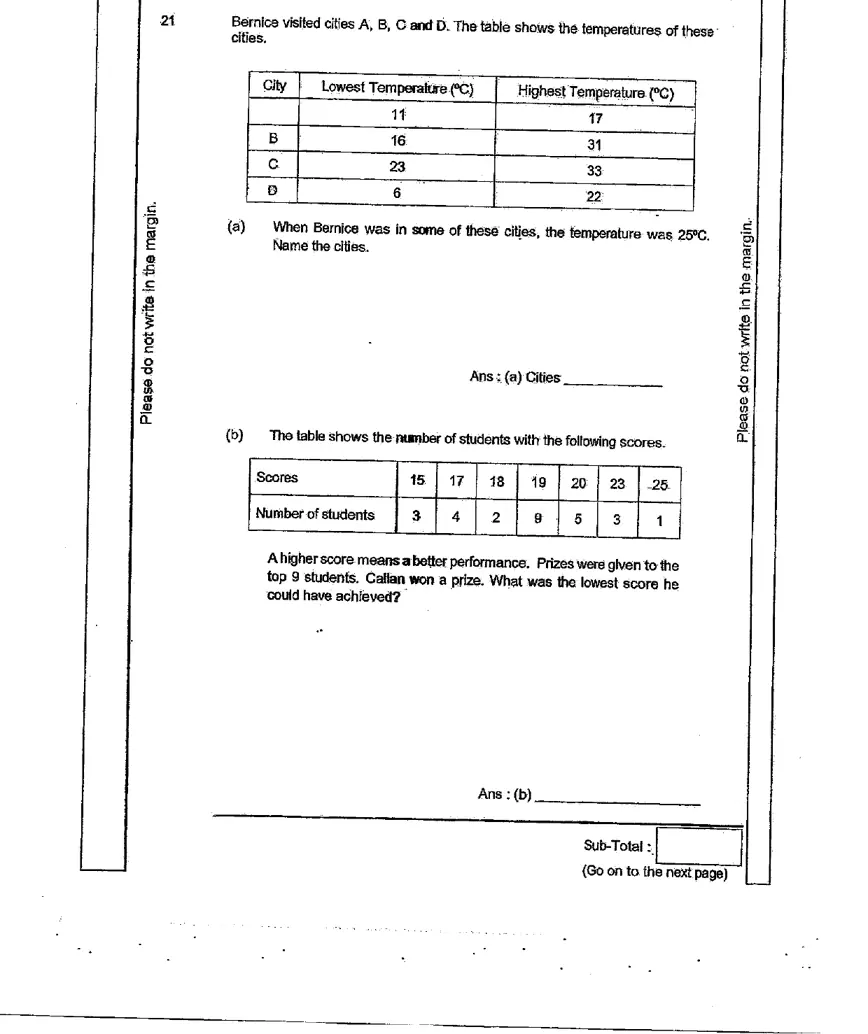 21 Bernice visited cities A, B, C and D. The table shows the temperatures of these
cities.
City Lowest Temperature (ºC) Highest Temperature (ºC)
11 17
B 16 31
C 23 33
D 6 22
(a) When Bernice was in some of these cities, the temperature was 25ºC.
Name the cities.
Ans : (a) Cities
(b) The table shows the number of students with the following scores.
Scores 15 17 18 19 20 23 25
Number of students 3 4 2 9 5 3 1
A higher score means a better performance. Prizes were given to the
top 9 students. Callan won a prize. What was the lowest score he
could have achieved?
Ans : (b)
Sub-Total :
(Go on to the next page)
Please do not write in the margin.
Please do not write in the margin.